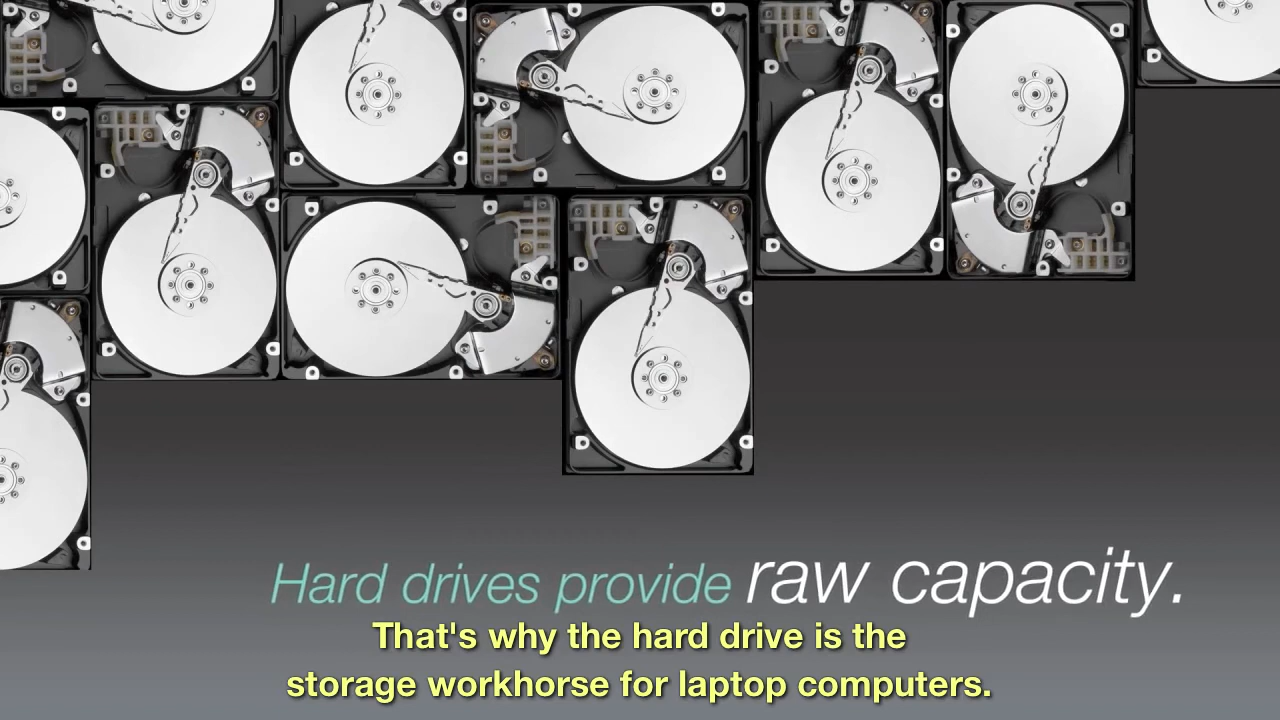 Hard drives provide raw capacity.
That's why the hard drive is the
storage workhorse for laptop computers.